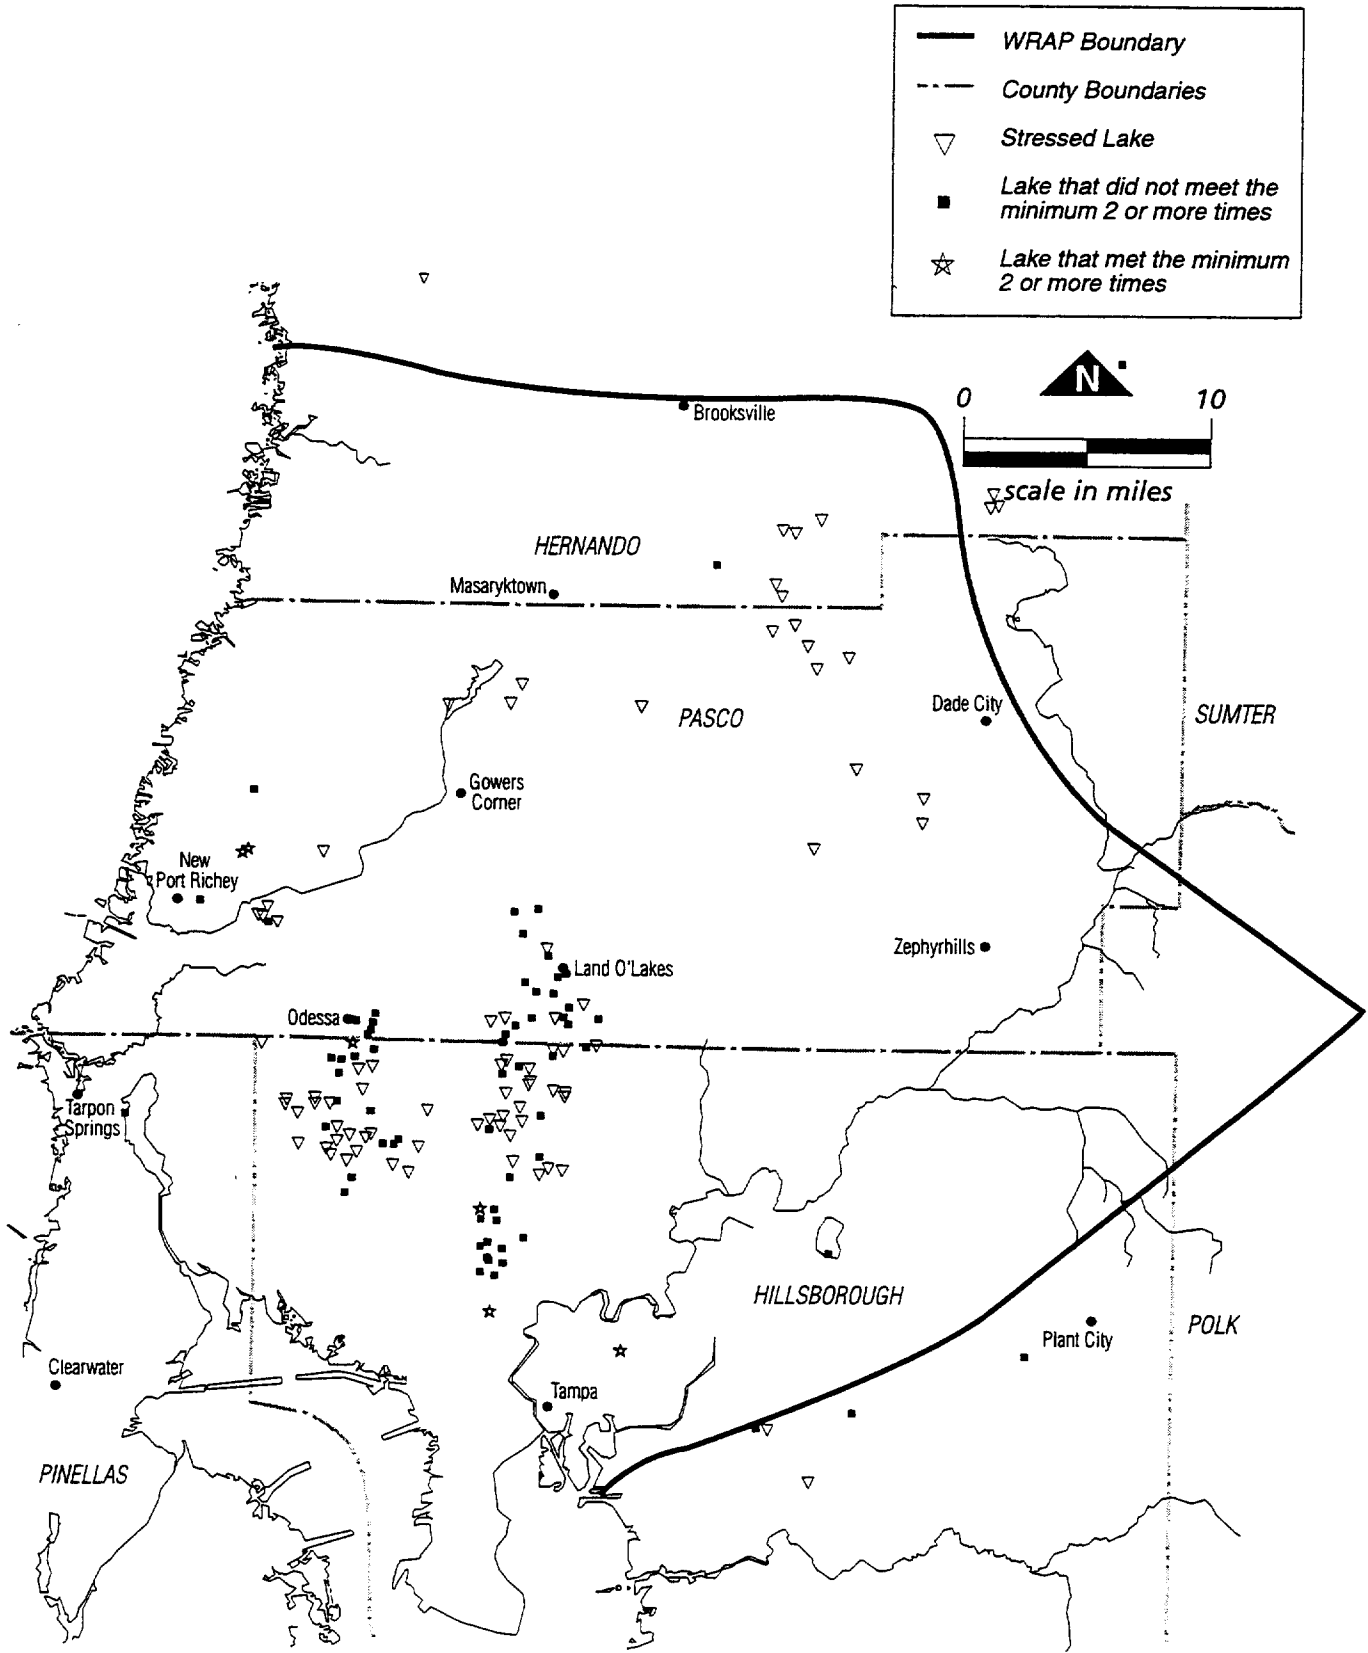 WRAP Boundary
County Boundaries
Stressed Lake
Lake that did not meet the
minimum 2 or more times
Lake that met the minimum
2 or more times
N
0 10
scale in miles
Brooksville
HERNANDO
Masaryktown
PASCO
Dade City
SUMTER
Gowers
Corner
New
Port Richey
Zephyrhills
Land O'Lakes
Odessa
Tarpon
Springs
HILLSBOROUGH
POLK
Plant City
Clearwater
Tampa
PINELLAS